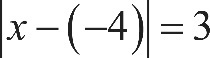 |x − (−4)| = 3